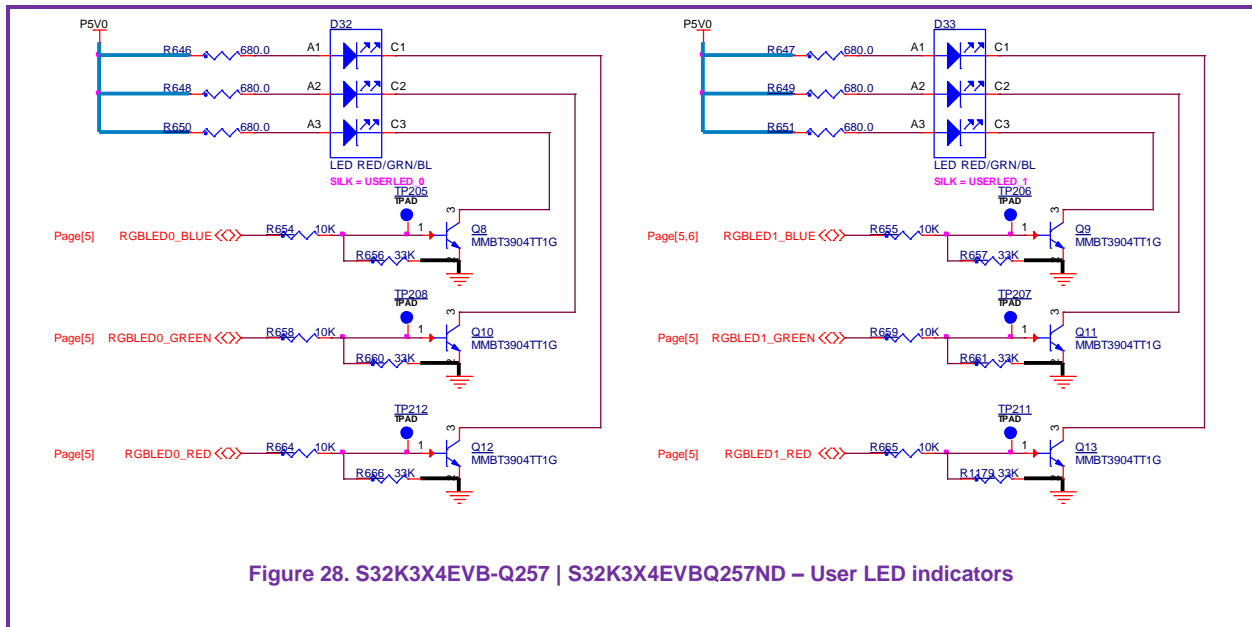 P5V0 D32 P5V0 D33
R646 680.0 A1 C1 R647 680.0 A1 C1
R648 680.0 A2 C2 R649 680.0 A2 C2
R650 680.0 A3 C3 R651 680.0 A3 C3
LED RED/GRN/BL LED RED/GRN/BL
SILK = USERLED_0 SILK = USERLED_1
TP205 TP206
TPAD TPAD
Page[5] RGBLED0_BLUE R654 10K 1 3 Q8 Page[5,6] RGBLED1_BLUE R655 10K 1 3 Q9
MMBT3904TT1G MMBT3904TT1G
R656 33K 2 R657 33K 2
TP208 TP207
TPAD TPAD
Page[5] RGBLED0_GREEN R658 10K 1 3 Q10 Page[5] RGBLED1_GREEN R659 10K 1 3 Q11
MMBT3904TT1G MMBT3904TT1G
R660 33K 2 R661 33K 2
TP212 TP211
TPAD TPAD
Page[5] RGBLED0_RED R664 10K 1 3 Q12 Page[5] RGBLED1_RED R665 10K 1 3 Q13
MMBT3904TT1G MMBT3904TT1G
R666 33K 2 R1179 33K 2
Figure 28. S32K3X4EVB-Q257 | S32K3X4EVBQ257ND – User LED indicators